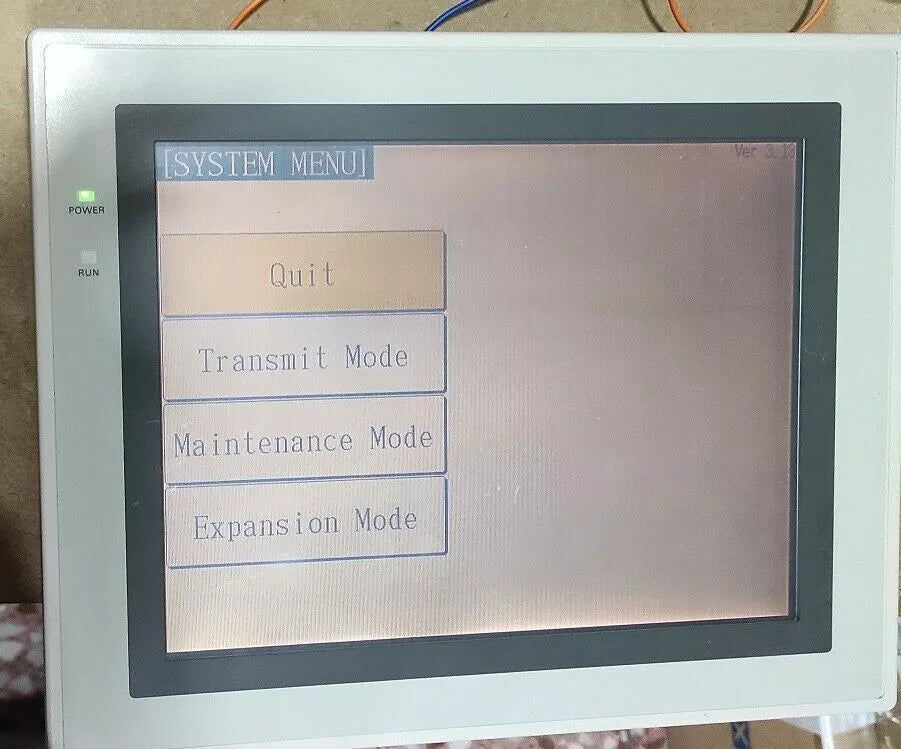 [SYSTEM MENU]
POWER
RUN
Quit
Transmit Mode
Maintenance Mode
Expansion Mode